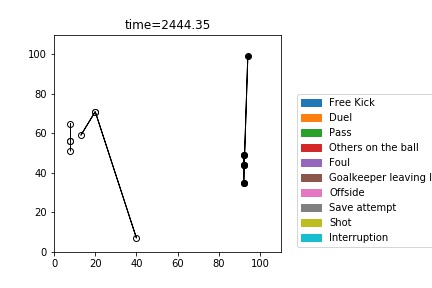 time=2444.35
100
80
60
40
20
0
0 20 40 60 80 100
Free Kick
Duel
Pass
Others on the ball
Foul
Goalkeeper leaving l
Offside
Save attempt
Shot
Interruption